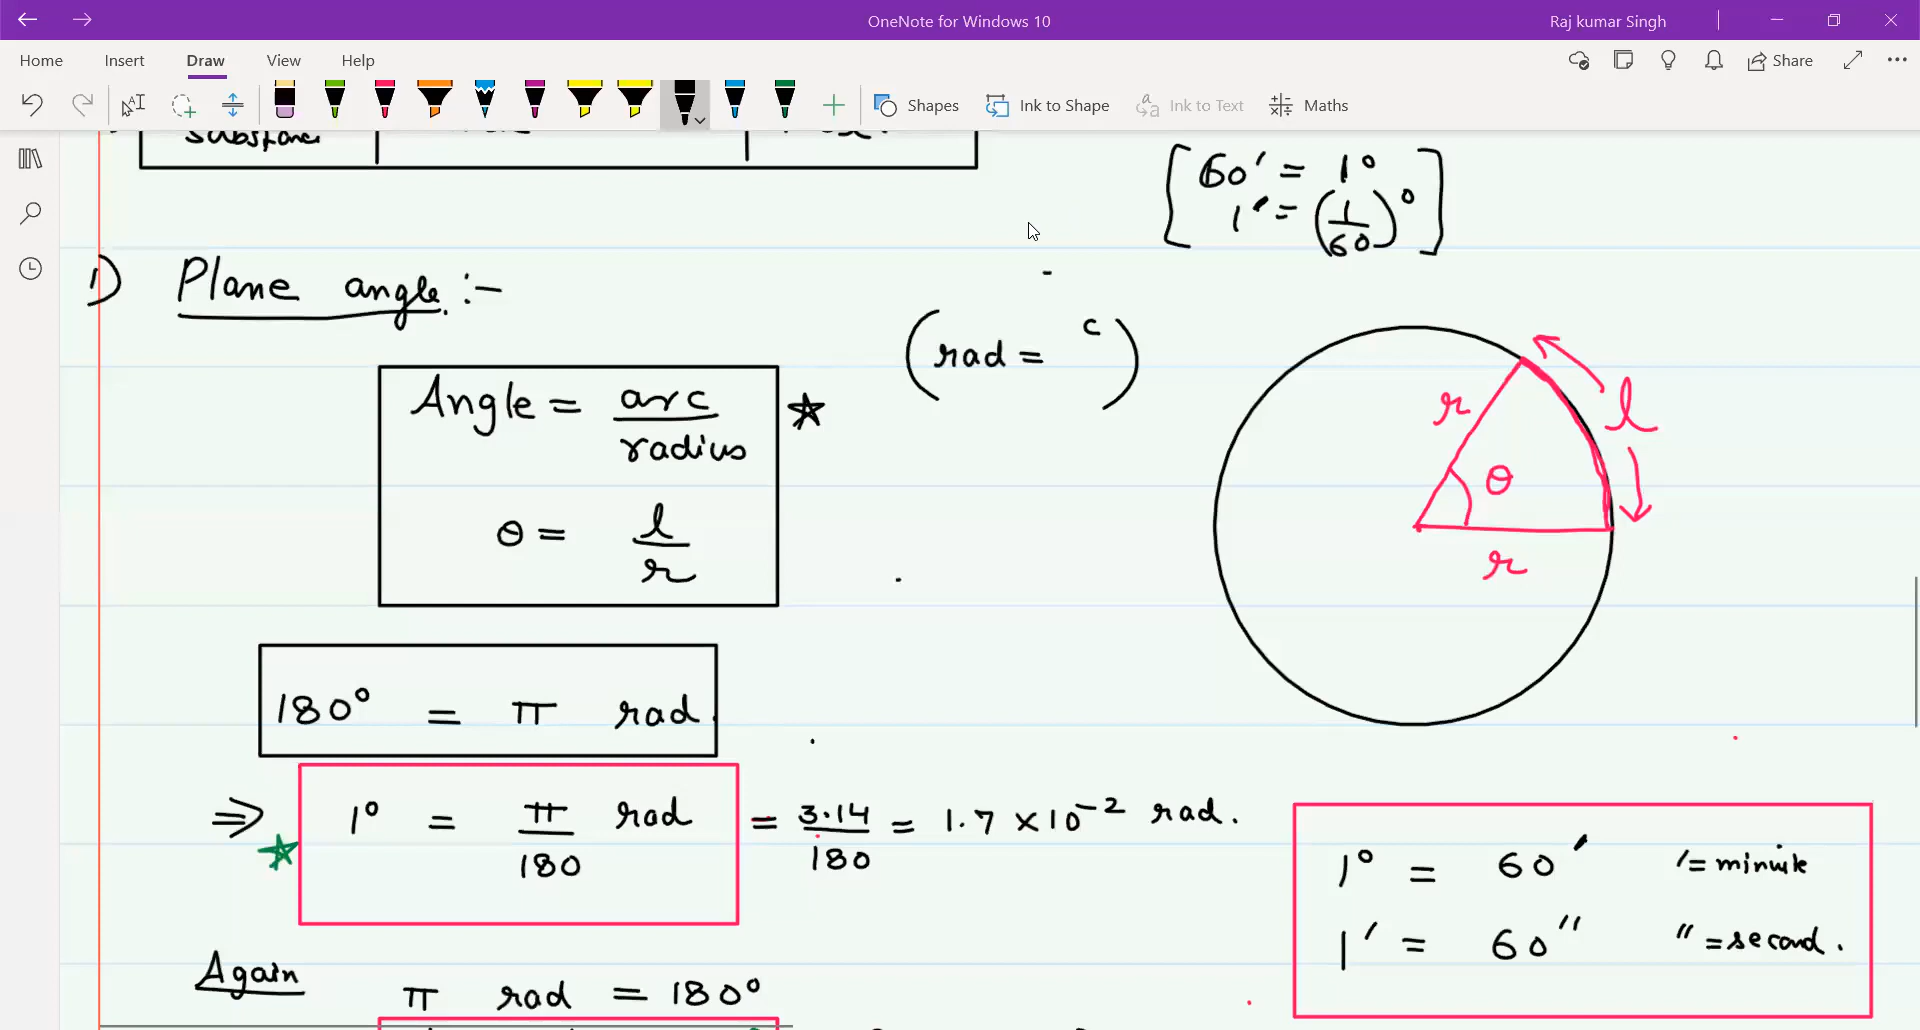 OneNote for Windows 10
Raj kumar Singh
Home Insert Draw View Help
Share
Shapes Ink to Shape Ink to Text Maths
substance
[60′ = 1°
1′ = (1/60)°]
1) Plane angle :-
(rad = c)
Angle = arc/radius
θ = l/r
r
l
θ
r
180° = π rad.
⇒ 1° = π/180 rad = 3.14/180 = 1.7 × 10⁻² rad.
1° = 60′ ′= minute
1′ = 60″ ″ = second.
Again
π rad = 180°